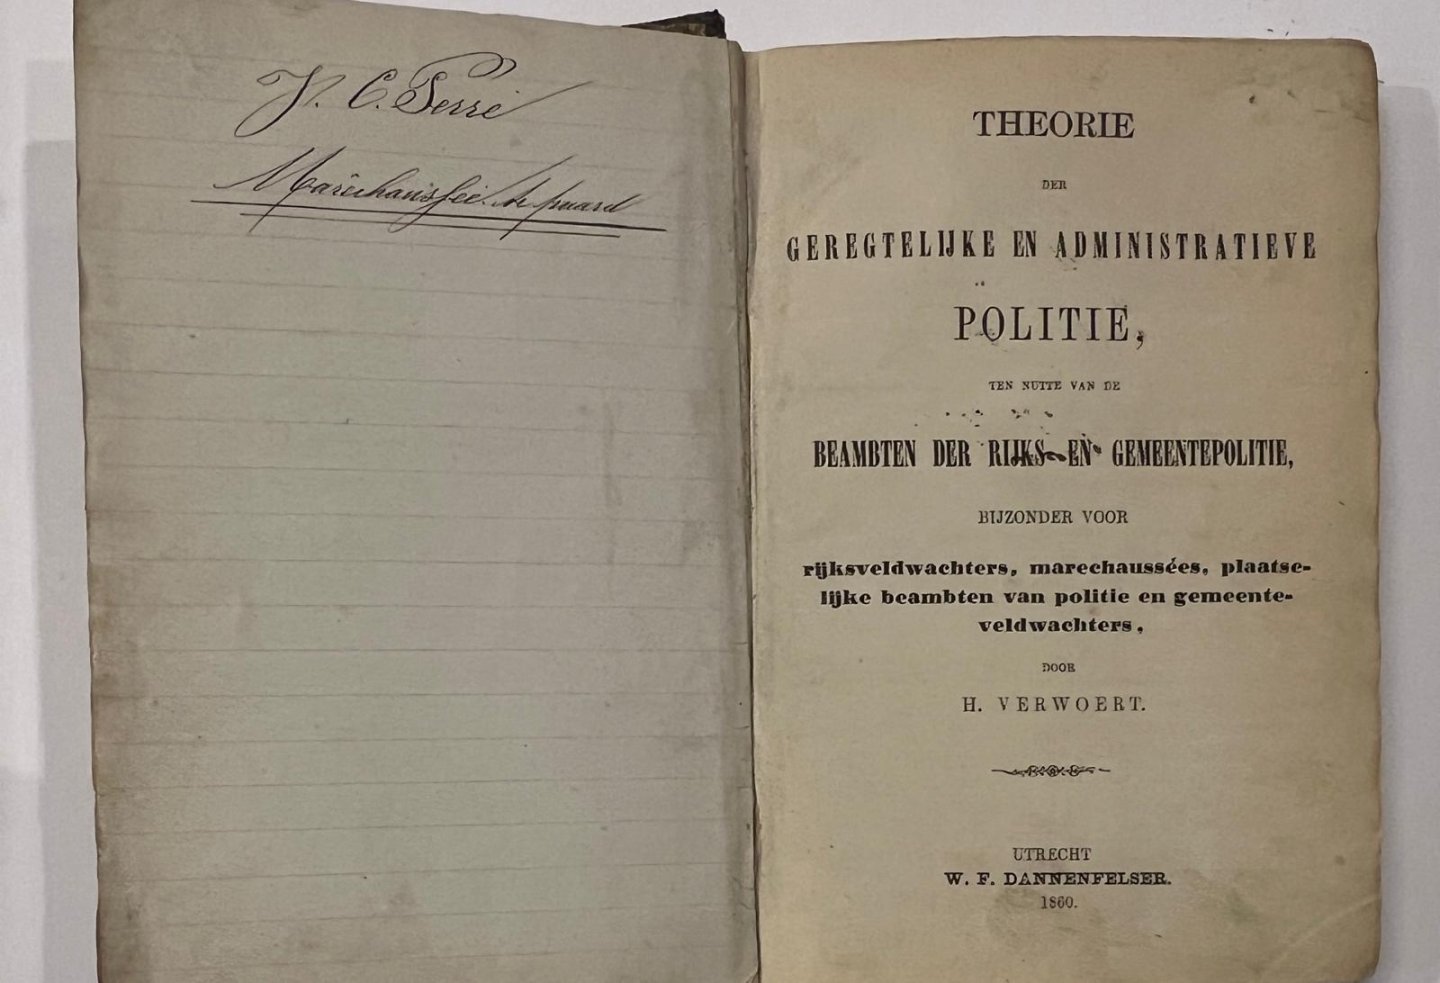 C. Serré
Marêchaussée te paard
THEORIE
DER
GEREGTELIJKE EN ADMINISTRATIEVE
POLITIE,
TEN NUTTE VAN DE
BEAMBTEN DER RIJKS- EN GEMEENTEPOLITIE,
BIJZONDER VOOR
rijksveldwachters, marechaussées, plaatse-
lijke beambten van politie en gemeente-
veldwachters,
DOOR
H. VERWOERT.
UTRECHT
W. F. DANNENFELSER.
1860.